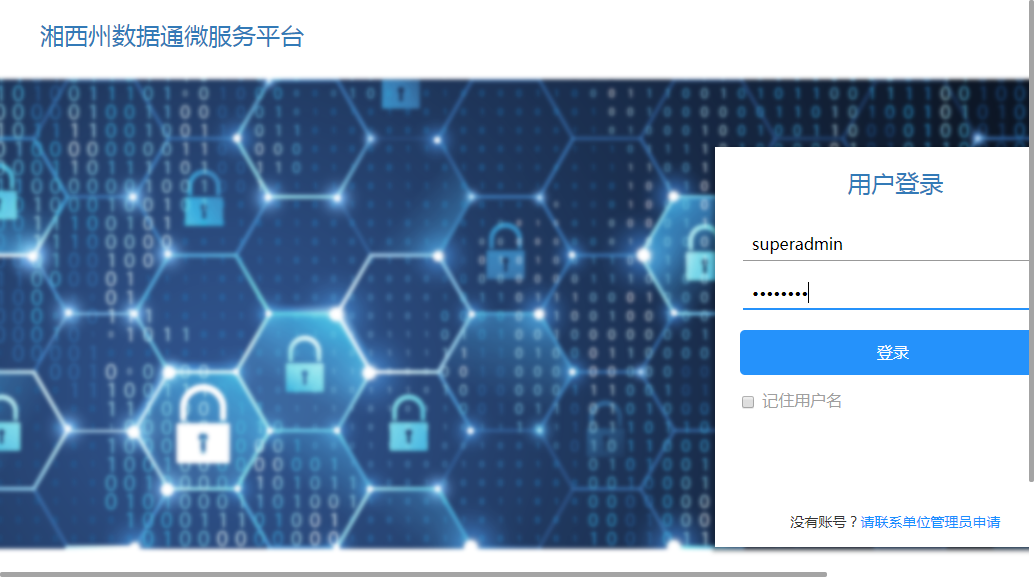 湘西州数据通微服务平台
用户登录
superadmin
••••••••
登录
记住用户名
没有账号？请联系单位管理员申请